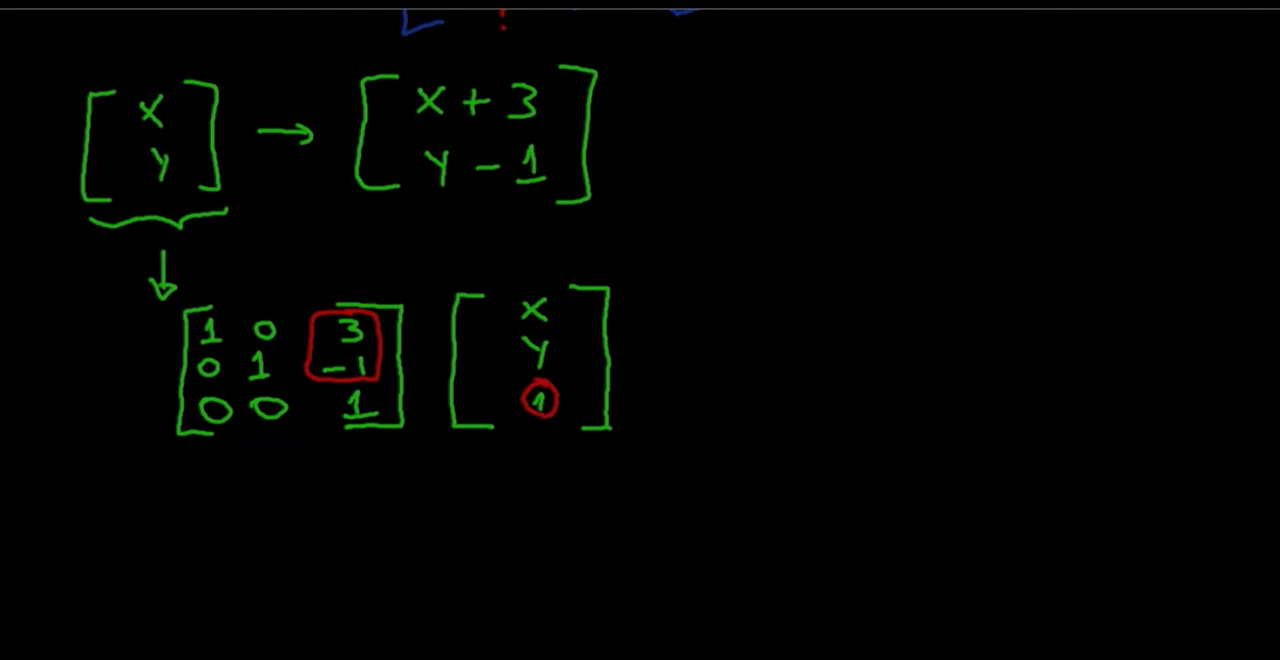 [ x ] → [ x + 3 ]
[ y ] [ y - 1 ]
[ 1 0 3 ] [ x ]
[ 0 1 -1 ] [ y ]
[ 0 0 1 ] [ 1 ]